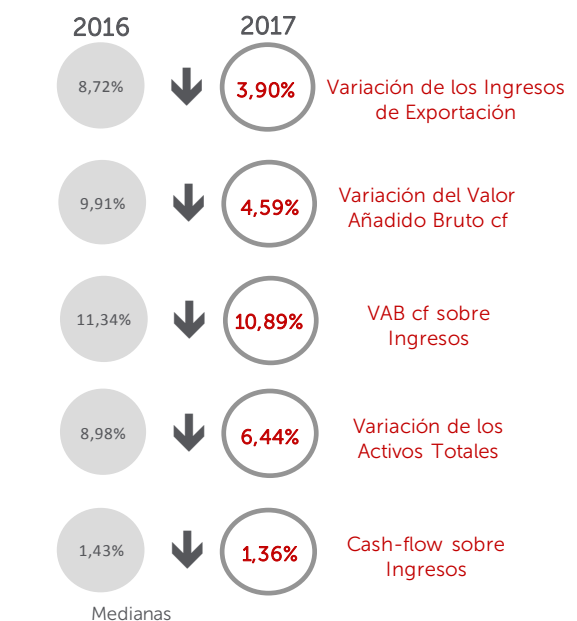 2016 2017
8,72% 3,90% Variación de los Ingresos
de Exportación
9,91% 4,59% Variación del Valor
Añadido Bruto cf
11,34% 10,89% VAB cf sobre
Ingresos
8,98% 6,44% Variación de los
Activos Totales
1,43% 1,36% Cash-flow sobre
Ingresos
Medianas